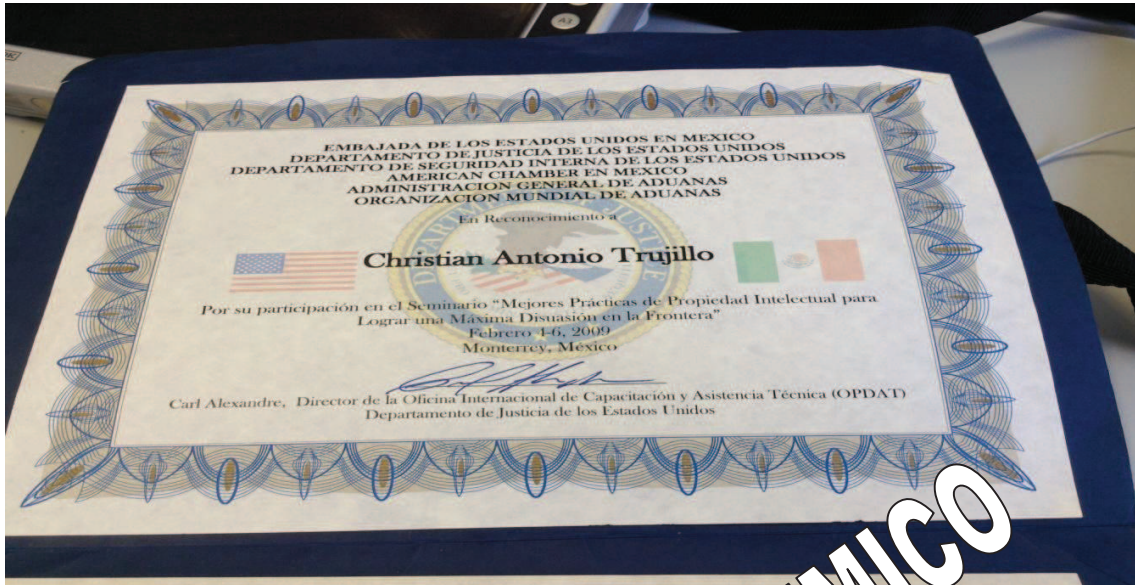 EMBAJADA DE LOS ESTADOS UNIDOS EN MEXICO
DEPARTAMENTO DE JUSTICIA DE LOS ESTADOS UNIDOS
DEPARTAMENTO DE SEGURIDAD INTERNA DE LOS ESTADOS UNIDOS
AMERICAN CHAMBER EN MEXICO
ADMINISTRACION GENERAL DE ADUANAS
ORGANIZACION MUNDIAL DE ADUANAS
En Reconocimiento a
Christian Antonio Trujillo
Por su participación en el Seminario “Mejores Prácticas de Propiedad Intelectual para
Lograr una Máxima Disuasión en la Frontera”
Febrero 4-6, 2009
Monterrey, México
Carl Alexandre, Director de la Oficina Internacional de Capacitación y Asistencia Técnica (OPDAT)
Departamento de Justicia de los Estados Unidos
MICO